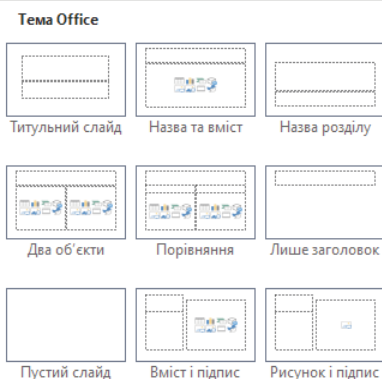 Тема Office
Титульний слайд
Назва та вміст
Назва розділу
Два об'єкти
Порівняння
Лише заголовок
Пустий слайд
Вміст і підпис
Рисунок і підпис